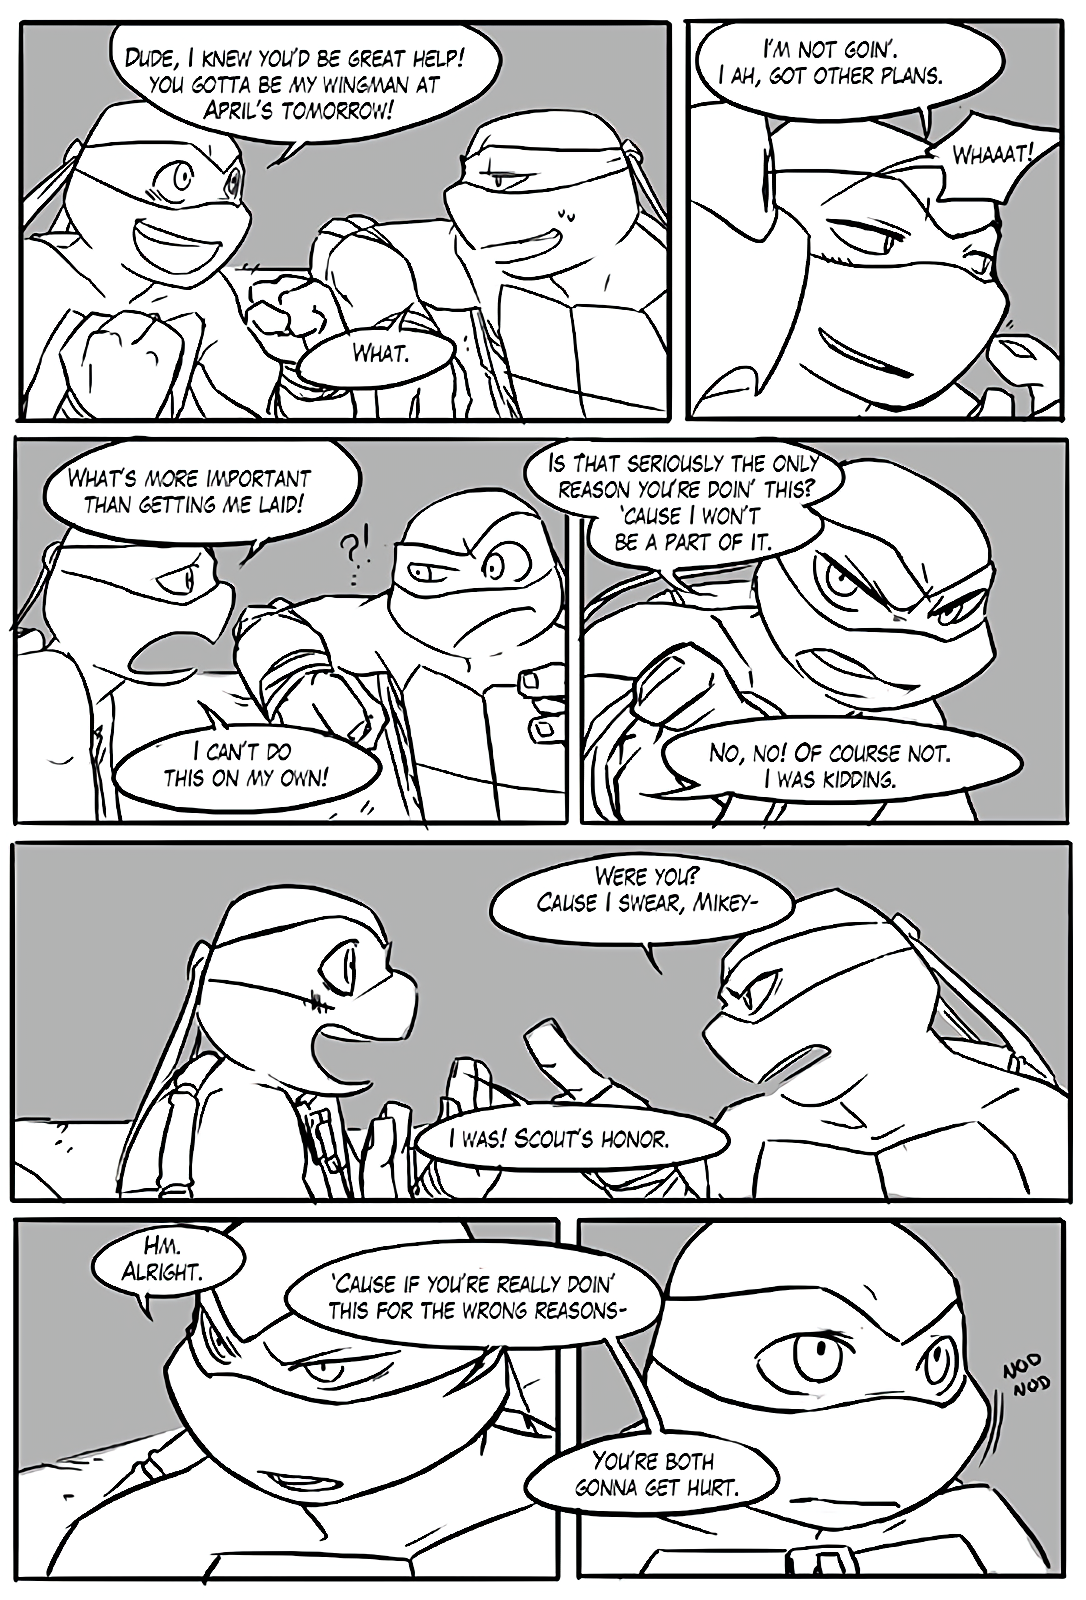 Dude, I knew you'd be great help!
You gotta be my wingman at
April's tomorrow!
What.
I'm not goin'.
I ah, got other plans.
Whaaat!
What's more important
than getting me laid!
?!
I can't do
this on my own!
Is that seriously the only
reason you're doin' this?
'cause I won't
be a part of it.
No, no! Of course not.
I was kidding.
Were you?
Cause I swear, Mikey-
I was! Scout's honor.
Hm.
Alright.
'Cause if you're really doin'
this for the wrong reasons-
You're both
gonna get hurt.
NOD
NOD